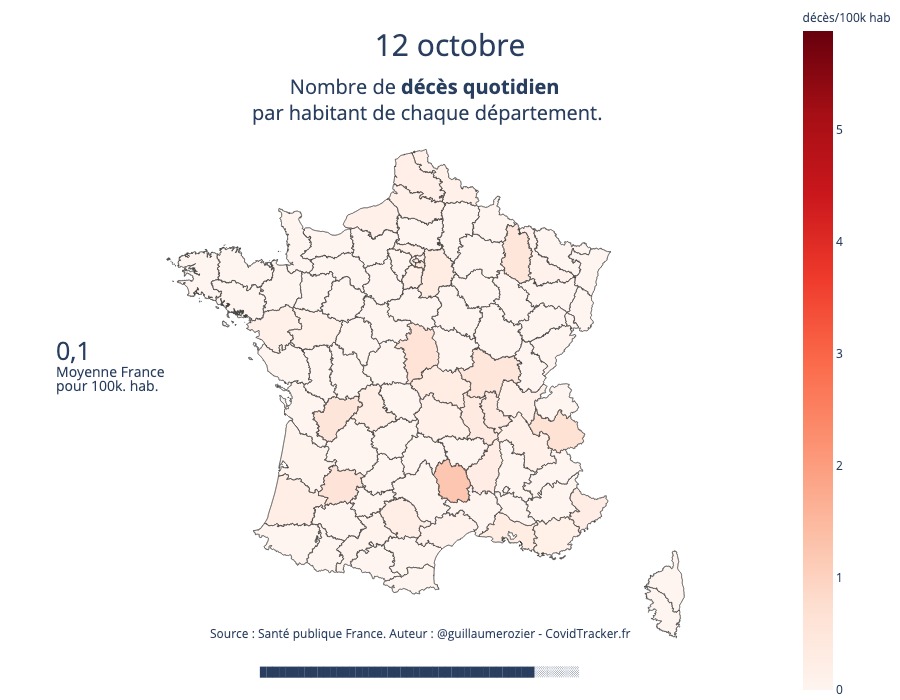 décès/100k hab
12 octobre
Nombre de décès quotidien
par habitant de chaque département.
5
4
3
2
1
0
0,1
Moyenne France
pour 100k. hab.
Source : Santé publique France. Auteur : @guillaumerozier - CovidTracker.fr